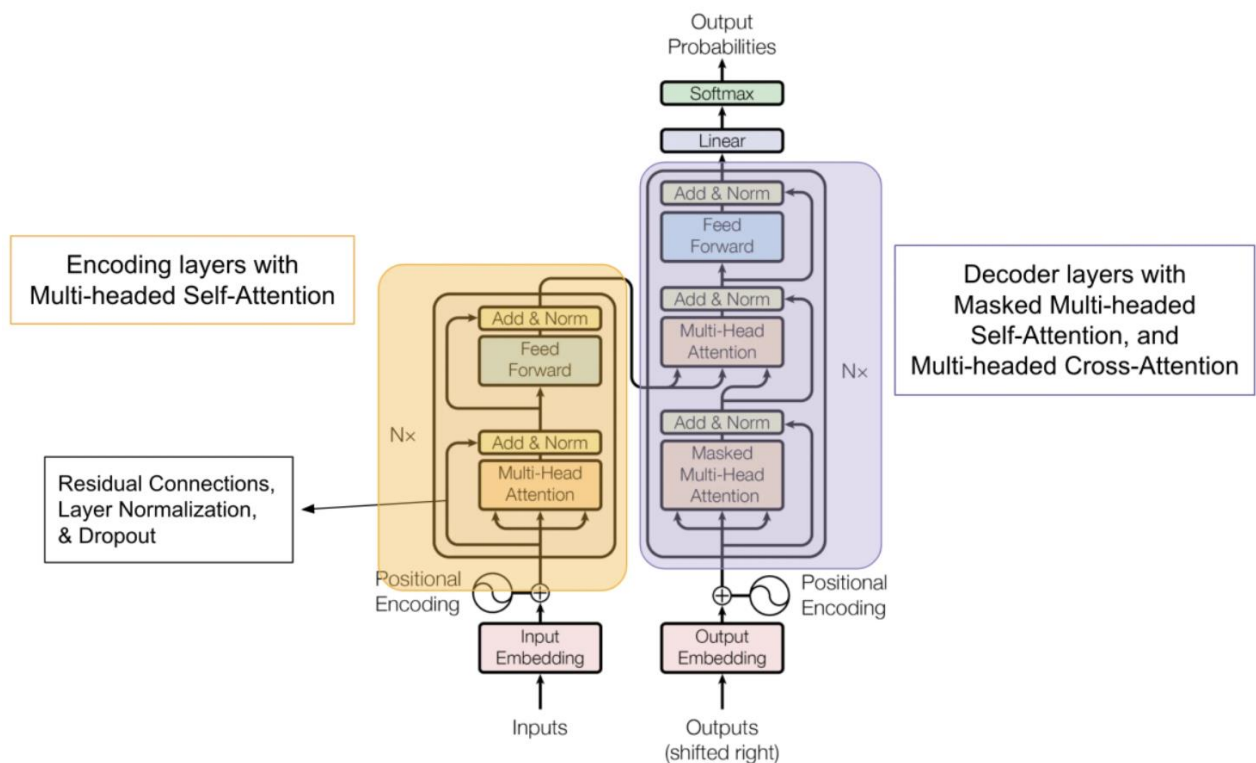 Output
Probabilities
Softmax
Linear
Add & Norm
Feed
Forward
Add & Norm
Multi-Head
Attention
Nx
Add & Norm
Masked
Multi-Head
Attention
Decoder layers with
Masked Multi-headed
Self-Attention, and
Multi-headed Cross-Attention
Encoding layers with
Multi-headed Self-Attention
Add & Norm
Feed
Forward
Nx
Add & Norm
Multi-Head
Attention
Residual Connections,
Layer Normalization,
& Dropout
Positional
Encoding
Positional
Encoding
Input
Embedding
Output
Embedding
Inputs
Outputs
(shifted right)